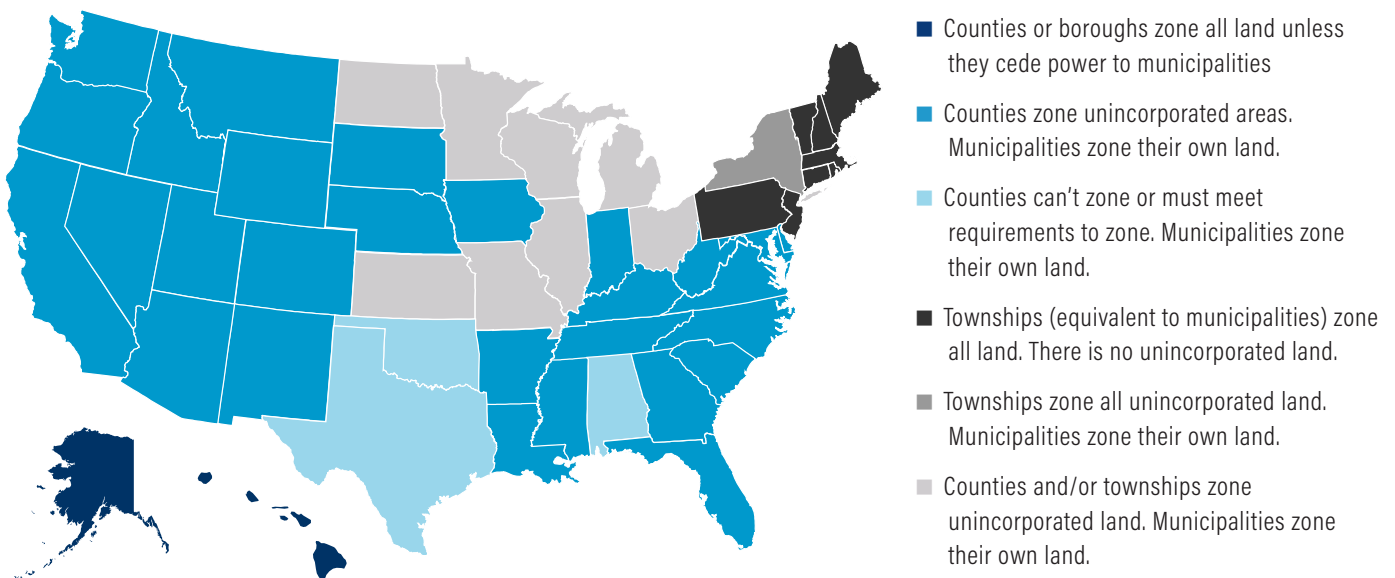 Counties or boroughs zone all land unless
they cede power to municipalities
Counties zone unincorporated areas.
Municipalities zone their own land.
Counties can’t zone or must meet
requirements to zone. Municipalities zone
their own land.
Townships (equivalent to municipalities) zone
all land. There is no unincorporated land.
Townships zone all unincorporated land.
Municipalities zone their own land.
Counties and/or townships zone
unincorporated land. Municipalities zone
their own land.